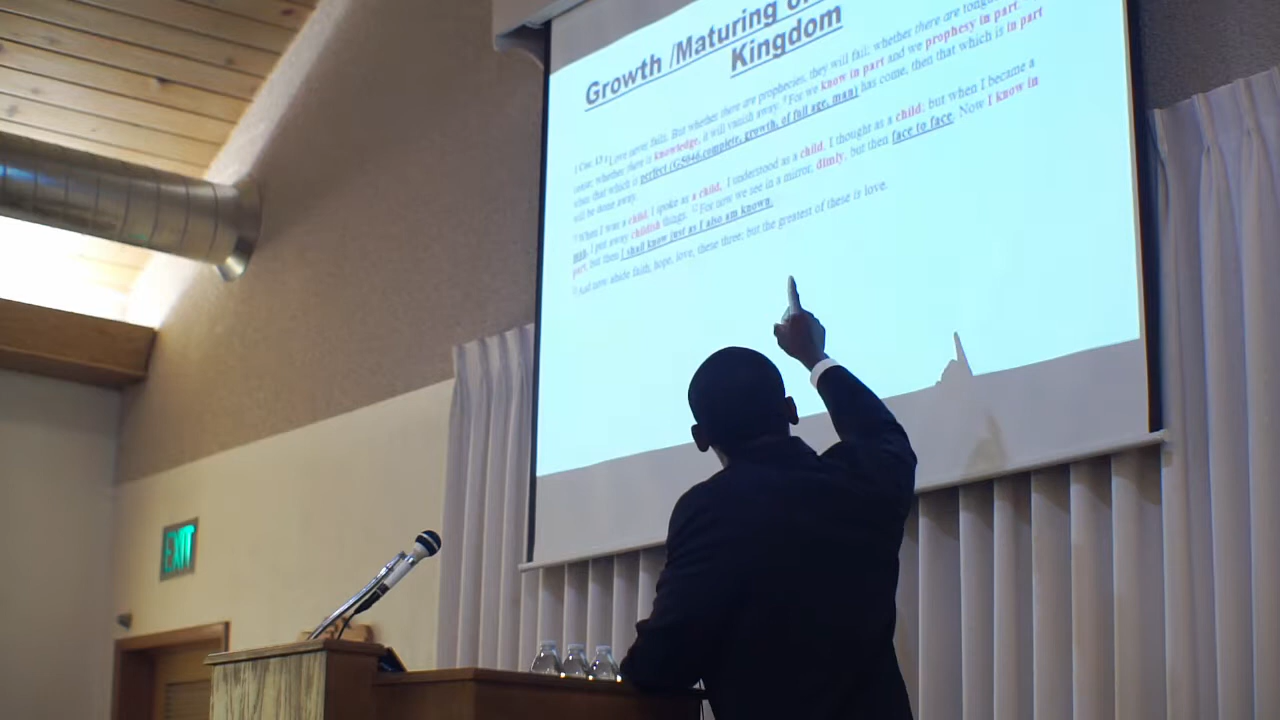 Growth /Maturing of
Kingdom
1 Cor. 13 8 Love never fails. But whether there are prophecies, they will fail; whether there are tongues
cease; whether there is knowledge, it will vanish away. 9 For we know in part and we prophesy in part.
when that which is perfect (G5046 complete, growth, of full age, man) has come, then that which is in part
will be done away.
11 When I was a child, I spoke as a child, I understood as a child, I thought as a child; but when I became a
man, I put away childish things. 12 For now we see in a mirror, dimly, but then face to face. Now I know in
part, but then I shall know just as I also am known.
13 And now abide faith, hope, love, these three; but the greatest of these is love.
EXIT